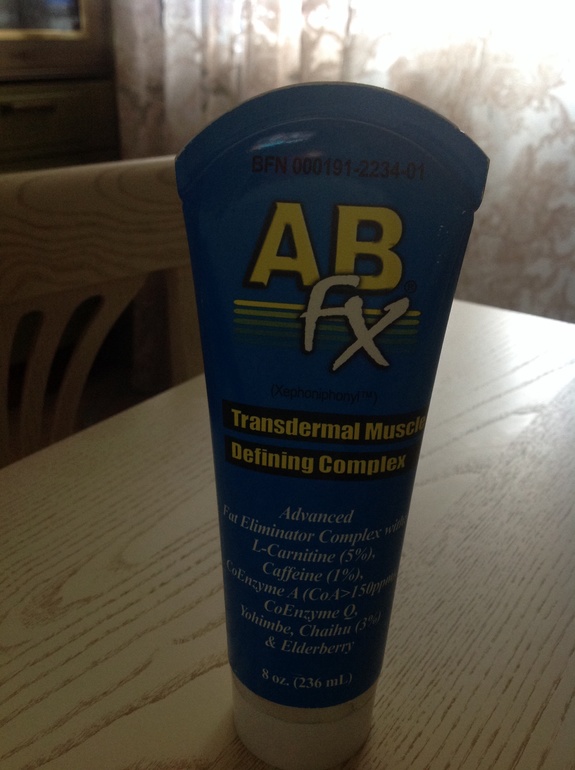 BFN 000191-2234-01
AB
fx
Transdermal Muscle
Defining Complex
Advanced
Fat Eliminator Complex with
L-Carnitine (5%),
Caffeine (1%),
CoEnzyme A (CoA>150ppm
CoEnzyme Q,
Yohimbe, Chaihu (3%)
& Elderberry
8 oz. (236 mL)